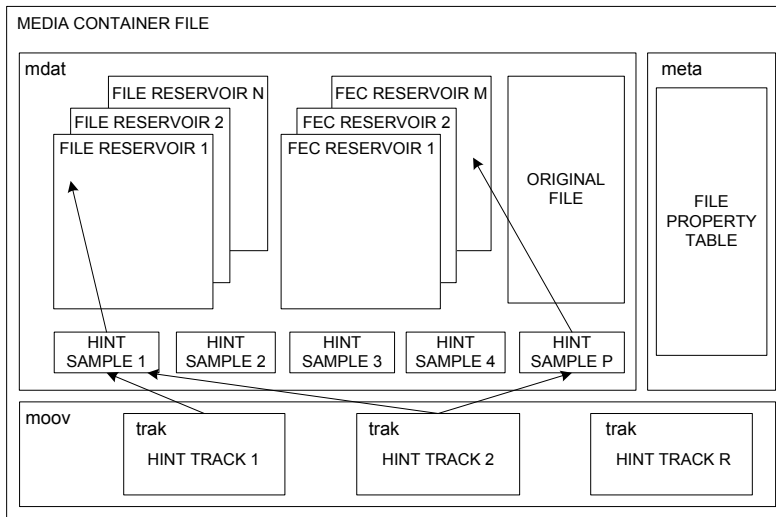 MEDIA CONTAINER FILE
mdat
FILE RESERVOIR N
FILE RESERVOIR 2
FILE RESERVOIR 1
FEC RESERVOIR M
FEC RESERVOIR 2
FEC RESERVOIR 1
ORIGINAL
FILE
HINT
SAMPLE 1
HINT
SAMPLE 2
HINT
SAMPLE 3
HINT
SAMPLE 4
HINT
SAMPLE P
meta
FILE
PROPERTY
TABLE
moov
trak
HINT TRACK 1
trak
HINT TRACK 2
trak
HINT TRACK R